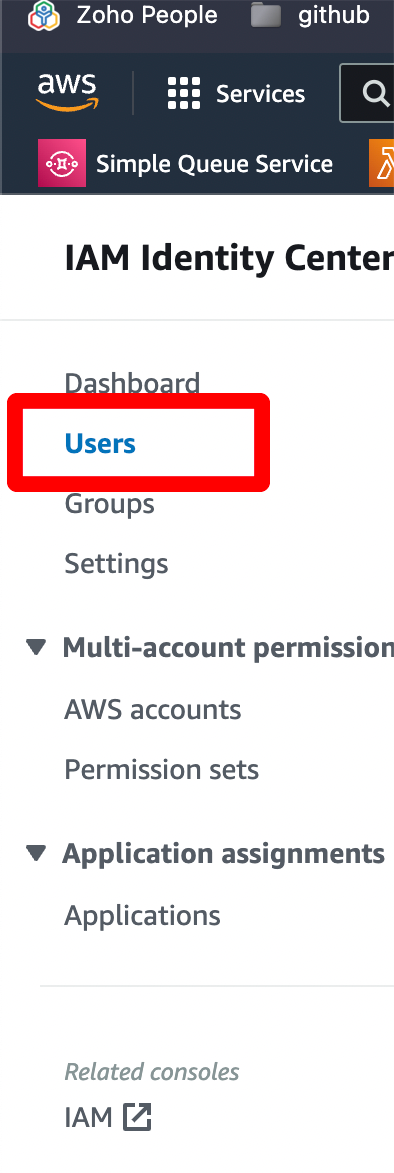 Zoho People github
aws Services
Simple Queue Service
IAM Identity Center
Dashboard
Users
Groups
Settings
Multi-account permission
AWS accounts
Permission sets
Application assignments
Applications
Related consoles
IAM